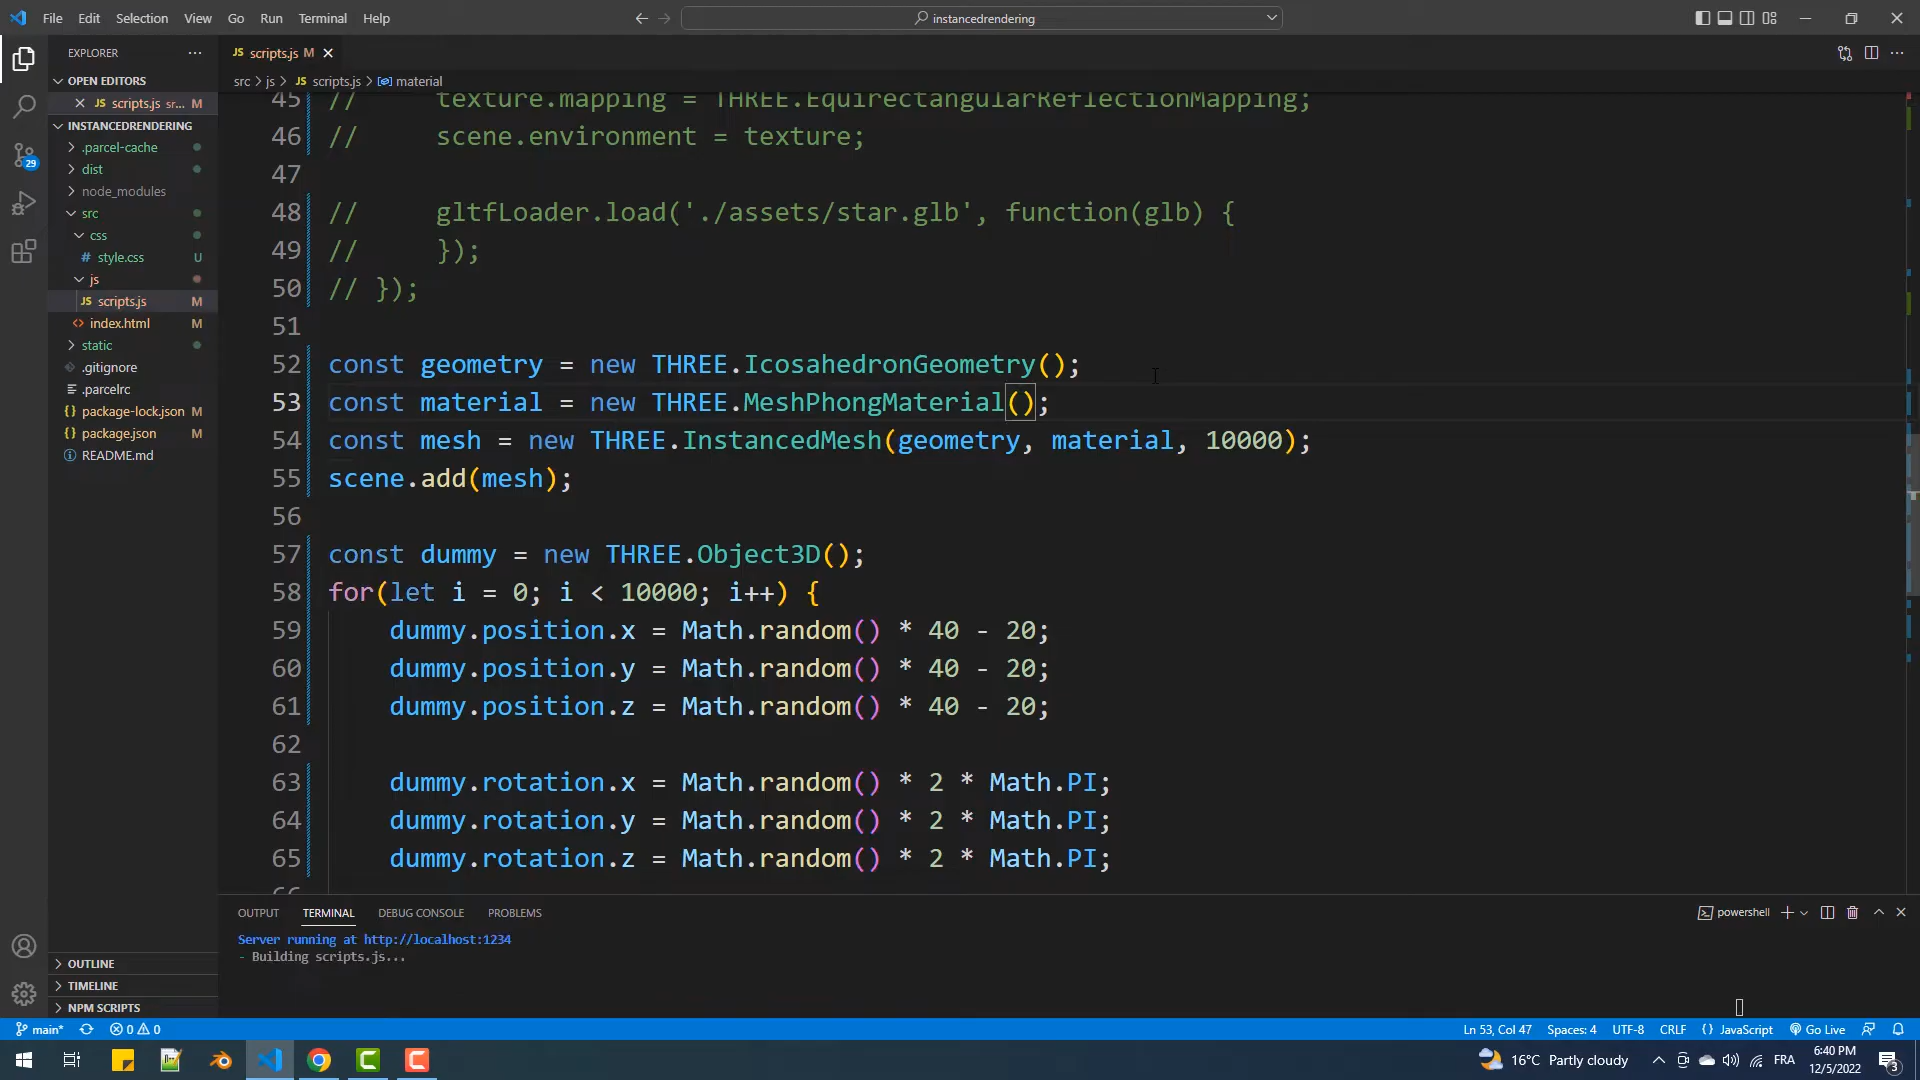 File Edit Selection View Go Run Terminal Help
instancedrendering
EXPLORER
OPEN EDITORS
JS scripts.js sr... M
INSTANCEDRENDERING
.parcel-cache
dist
node_modules
src
css
# style.css U
js
JS scripts.js M
<> index.html M
static
.gitignore
.parcelrc
{} package-lock.json M
{} package.json M
README.md
OUTLINE
TIMELINE
NPM SCRIPTS
29
JS scripts.js M
src > js > JS scripts.js > material
45 //     texture.mapping = THREE.EquirectangularReflectionMapping;
46 //     scene.environment = texture;
47
48 //     gltfLoader.load('./assets/star.glb', function(glb) {
49 //     });
50 // });
51
52 const geometry = new THREE.IcosahedronGeometry();
53 const material = new THREE.MeshPhongMaterial();
54 const mesh = new THREE.InstancedMesh(geometry, material, 10000);
55 scene.add(mesh);
56
57 const dummy = new THREE.Object3D();
58 for(let i = 0; i < 10000; i++) {
59     dummy.position.x = Math.random() * 40 - 20;
60     dummy.position.y = Math.random() * 40 - 20;
61     dummy.position.z = Math.random() * 40 - 20;
62
63     dummy.rotation.x = Math.random() * 2 * Math.PI;
64     dummy.rotation.y = Math.random() * 2 * Math.PI;
65     dummy.rotation.z = Math.random() * 2 * Math.PI;
66
OUTPUT TERMINAL DEBUG CONSOLE PROBLEMS
powershell
Server running at http://localhost:1234
- Building scripts.js...
main* 0 0
Ln 53, Col 47 Spaces: 4 UTF-8 CRLF {} JavaScript Go Live
16°C Partly cloudy FRA 6:40 PM
12/5/2022
3